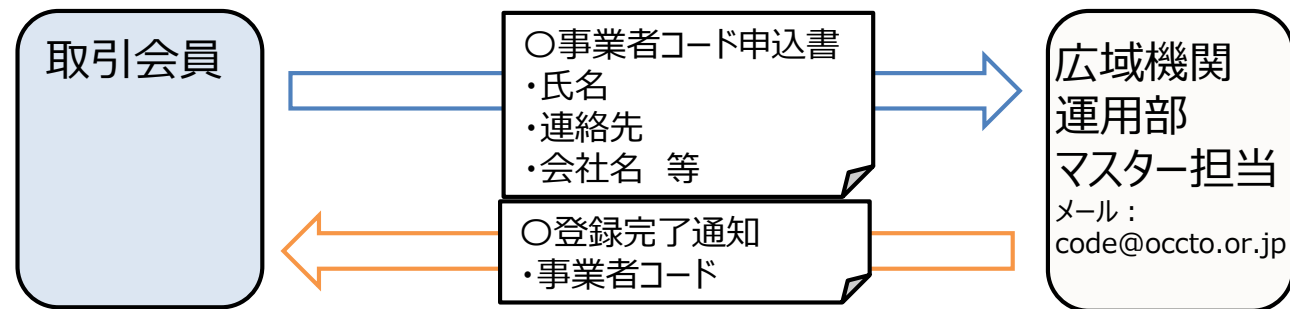 取引会員
〇事業者コード申込書
・氏名
・連絡先
・会社名 等
〇登録完了通知
・事業者コード
広域機関
運用部
マスター担当
メール：
code@occto.or.jp